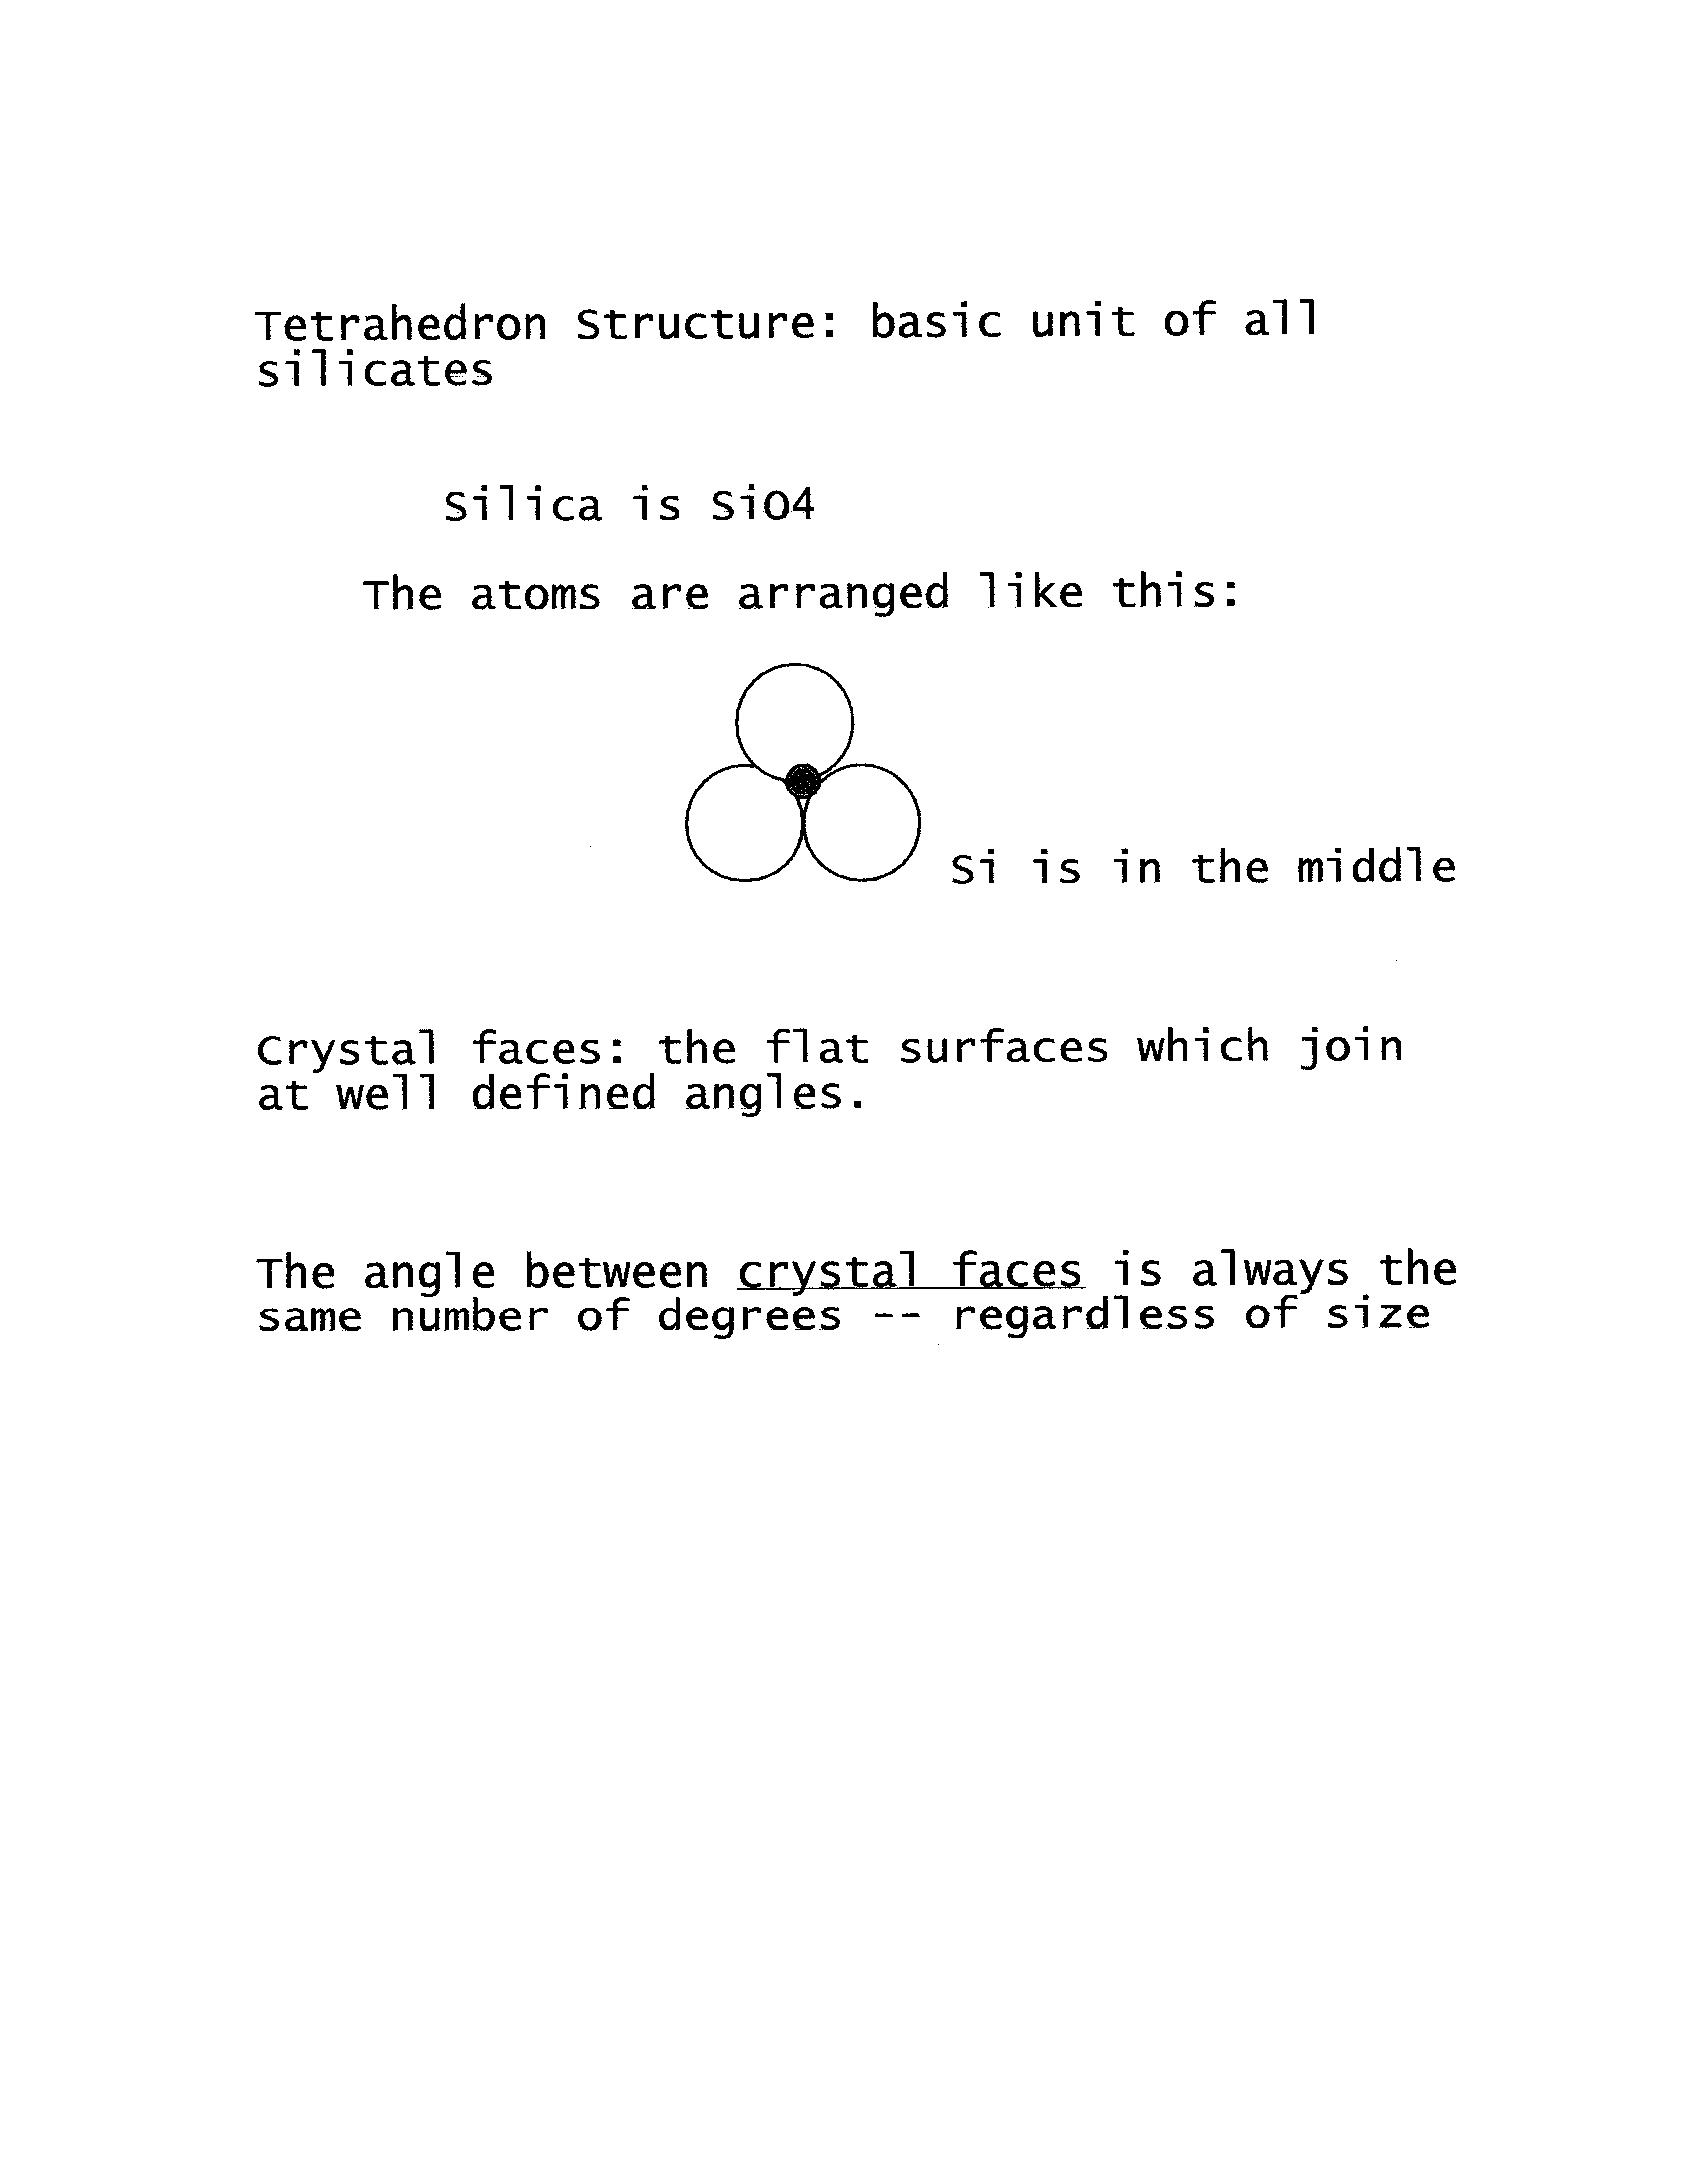 Tetrahedron Structure: basic unit of all
silicates
Silica is SiO4
The atoms are arranged like this:
Si is in the middle
Crystal faces: the flat surfaces which join
at well defined angles.
The angle between crystal faces is always the
same number of degrees -- regardless of size